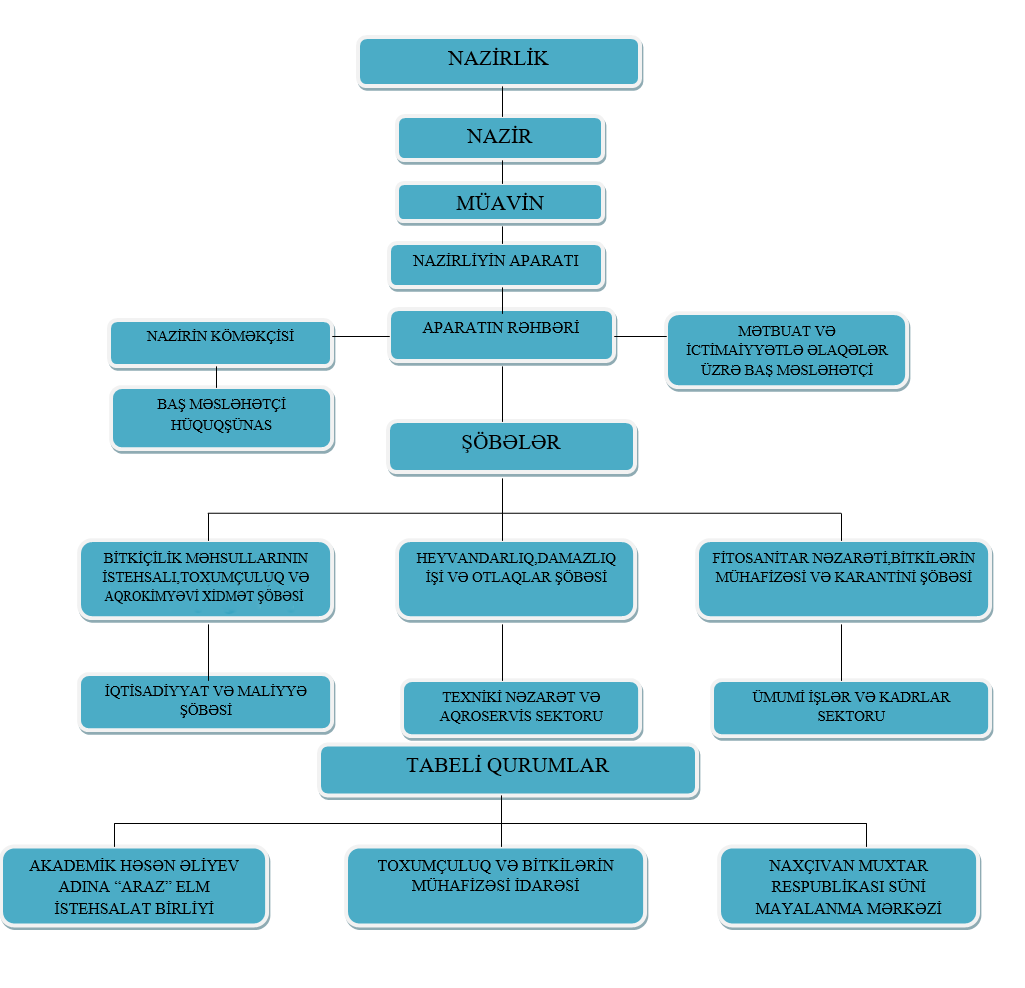 NAZİRLİK
NAZİR
MÜAVİN
NAZİRLİYİN APARATI
APARATIN RƏHBƏRİ
NAZİRİN KÖMƏKÇİSİ
MƏTBUAT VƏ
İCTİMAİYYƏTLƏ ƏLAQƏLƏR
ÜZRƏ BAŞ MƏSLƏHƏTÇİ
BAŞ MƏSLƏHƏTÇİ
HÜQUQŞÜNAS
ŞÖBƏLƏR
BİTKİÇİLİK MƏHSULLARININ
İSTEHSALI,TOXUMÇULUQ VƏ
AQROKİMYƏVİ XİDMƏT ŞÖBƏSİ
HEYVANDARLIQ,DAMAZLIQ
İŞİ VƏ OTLAQLAR ŞÖBƏSİ
FİTOSANİTAR NƏZARƏTİ,BİTKİLƏRİN
MÜHAFİZƏSİ VƏ KARANTİNİ ŞÖBƏSİ
İQTİSADİYYAT VƏ MALİYYƏ
ŞÖBƏSİ
TEXNİKİ NƏZARƏT VƏ
AQROSERVİS SEKTORU
ÜMUMİ İŞLƏR VƏ KADRLAR
SEKTORU
TABELİ QURUMLAR
AKADEMİK HƏSƏN ƏLİYEV
ADINA “ARAZ” ELM
İSTEHSALAT BİRLİYİ
TOXUMÇULUQ VƏ BİTKİLƏRİN
MÜHAFİZƏSİ İDARƏSİ
NAXÇIVAN MUXTAR
RESPUBLİKASI SÜNİ
MAYALANMA MƏRKƏZİ